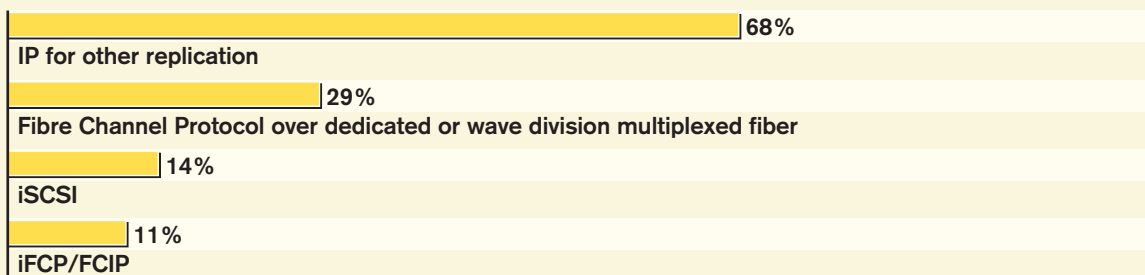 68%
IP for other replication
29%
Fibre Channel Protocol over dedicated or wave division multiplexed fiber
14%
iSCSI
11%
iFCP/FCIP